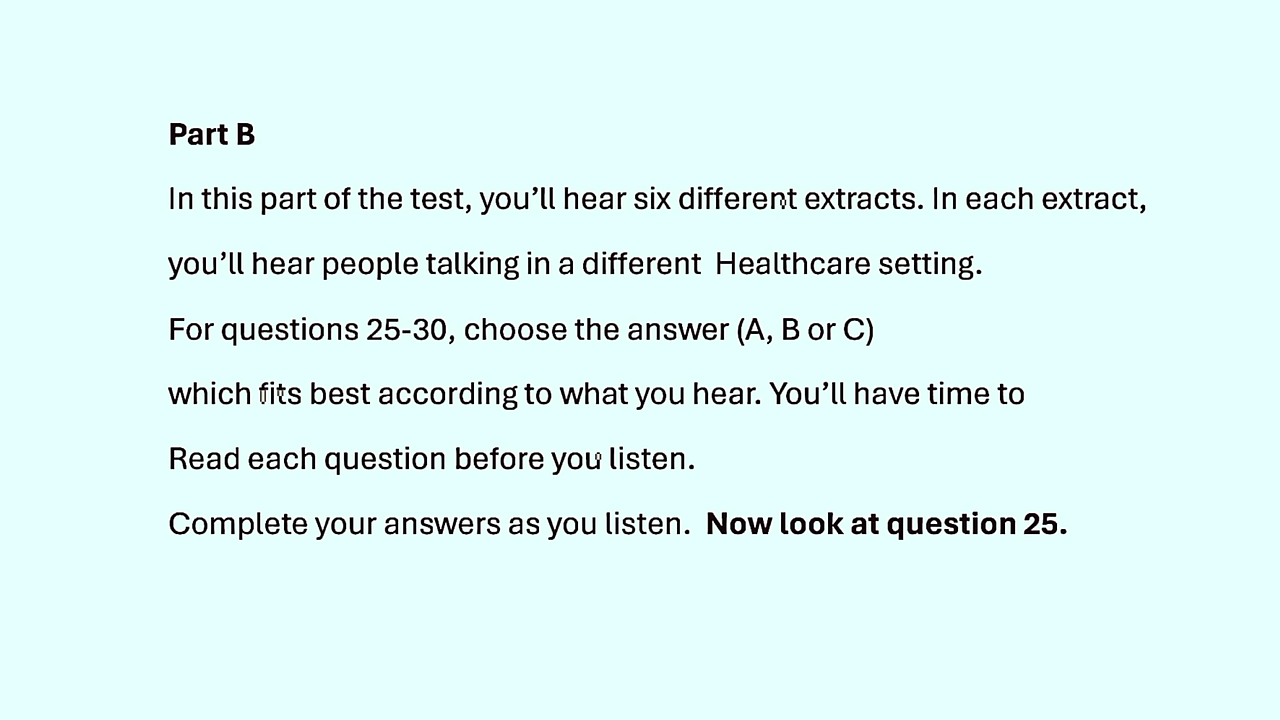 Part B
In this part of the test, you’ll hear six different extracts. In each extract,
you’ll hear people talking in a different Healthcare setting.
For questions 25-30, choose the answer (A, B or C)
which fits best according to what you hear. You’ll have time to
Read each question before you listen.
Complete your answers as you listen. Now look at question 25.